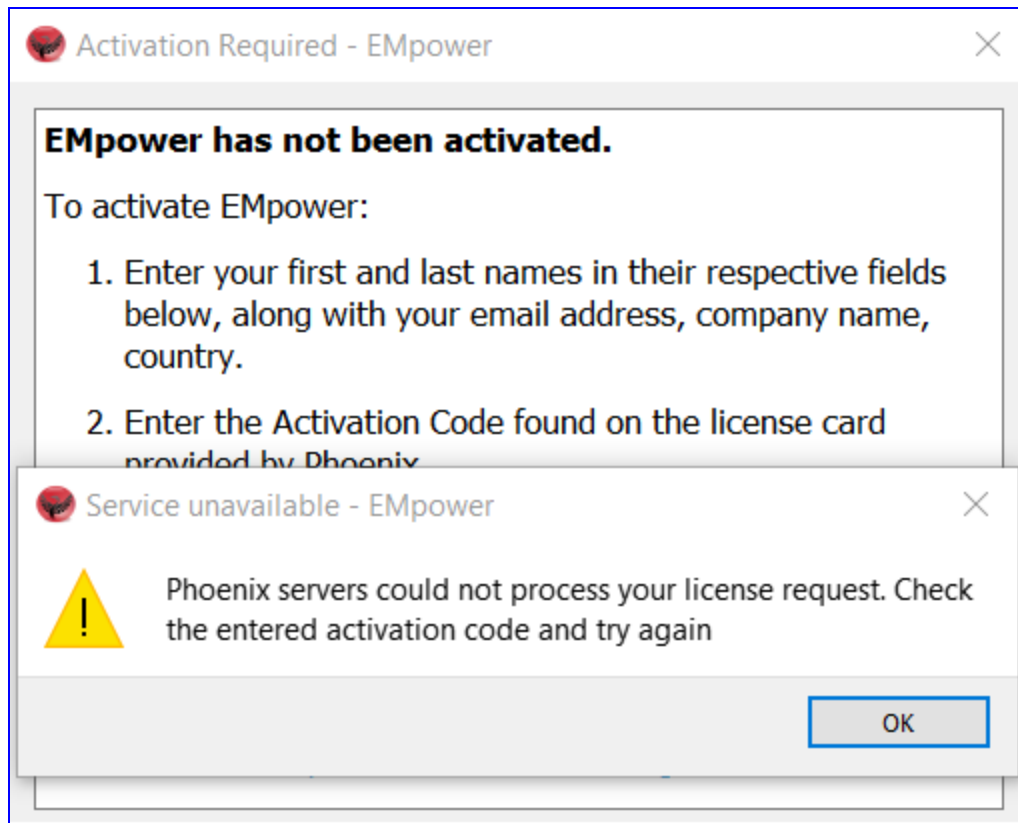 Activation Required - EMpower
EMpower has not been activated.
To activate EMpower:
1. Enter your first and last names in their respective fields
below, along with your email address, company name,
country.
2. Enter the Activation Code found on the license card
provided by Phoenix
Service unavailable - EMpower
Phoenix servers could not process your license request. Check
the entered activation code and try again
OK